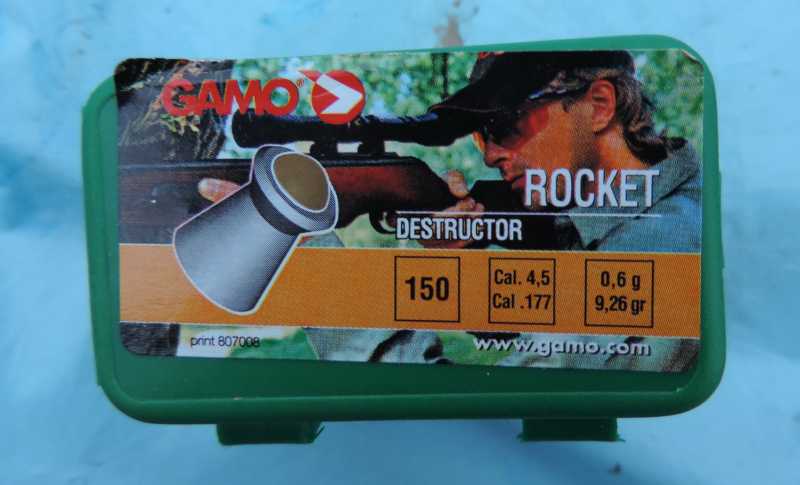 GAMO®
ROCKET
DESTRUCTOR
150
Cal. 4,5
Cal .177
0,6 g
9,26 gr
print 807008
www.gamo.com